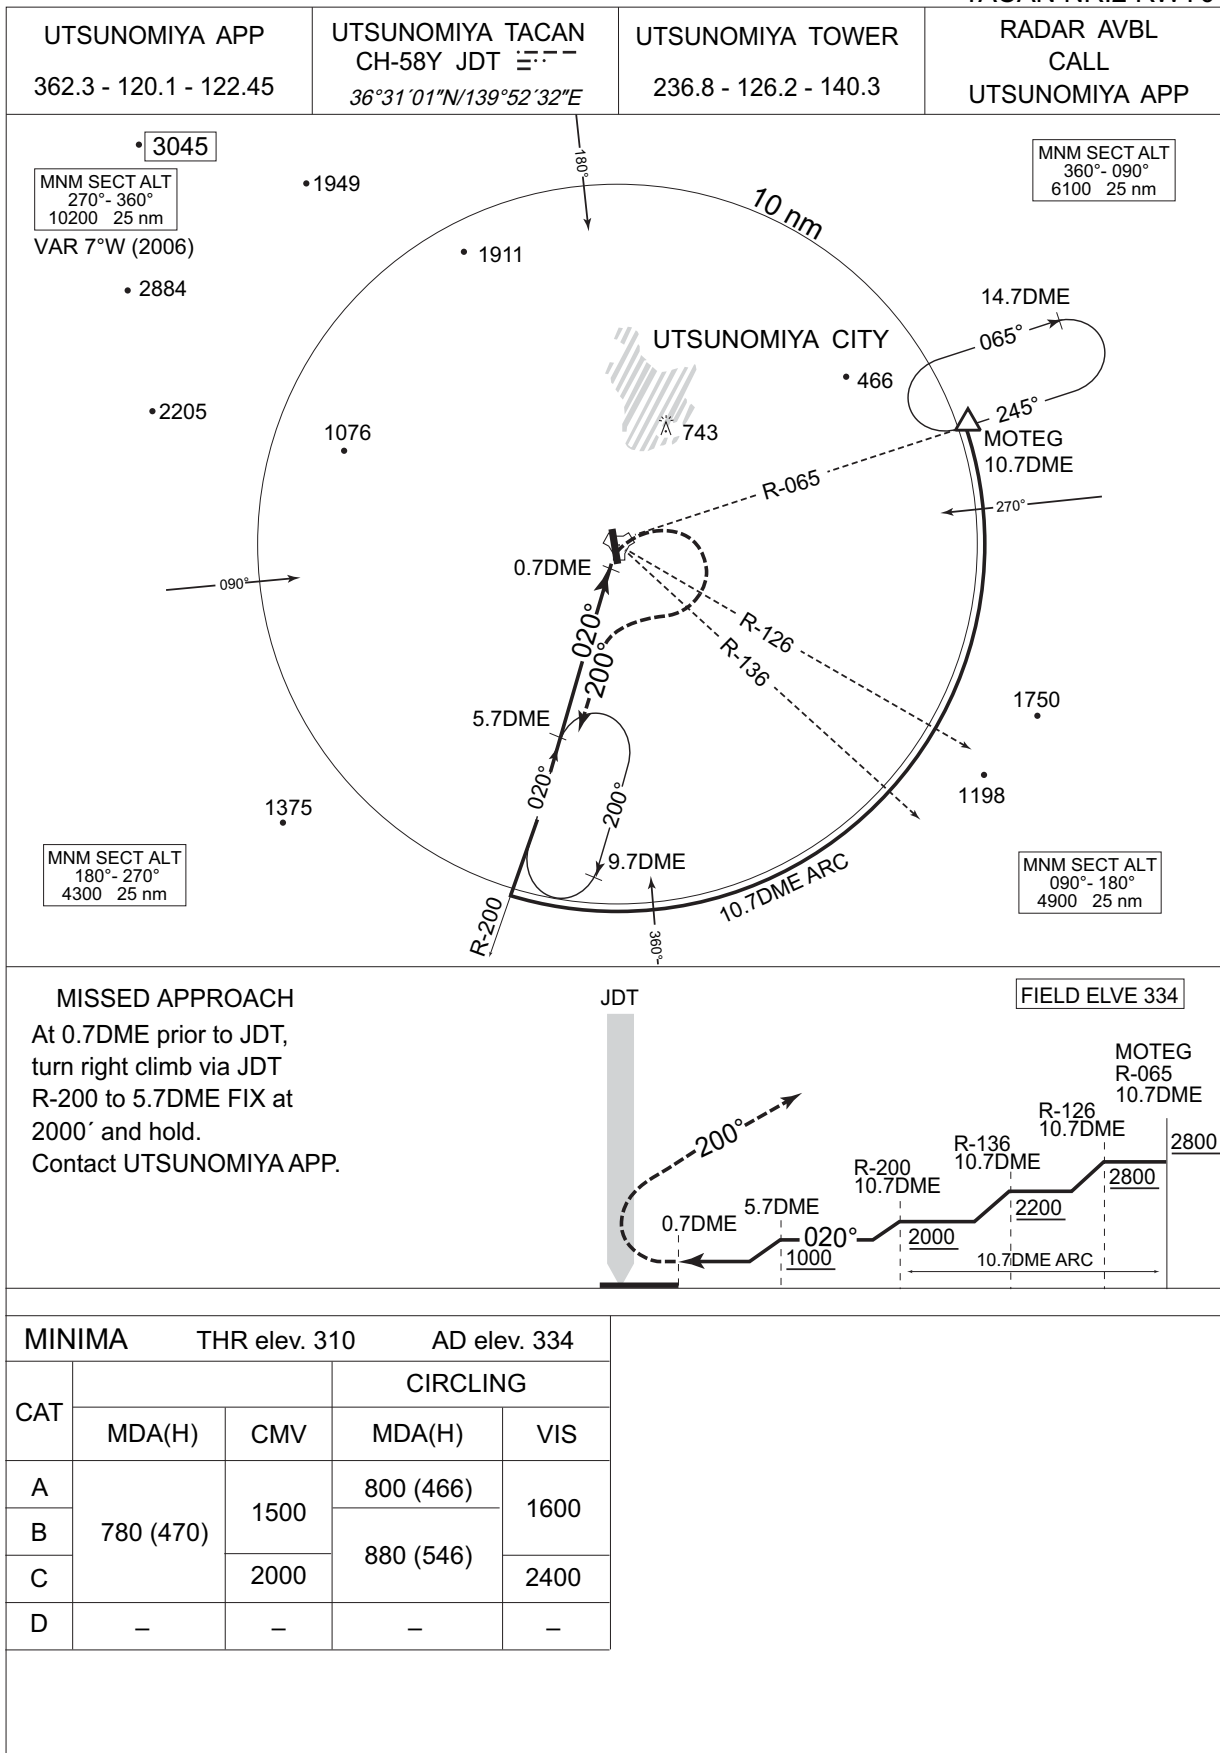 UTSUNOMIYA APP
362.3 - 120.1 - 122.45
UTSUNOMIYA TACAN
CH-58Y JDT
36°31´01″N/139°52´32″E
UTSUNOMIYA TOWER
236.8 - 126.2 - 140.3
RADAR AVBL
CALL
UTSUNOMIYA APP
3045
MNM SECT ALT
270°- 360°
10200 25 nm
VAR 7°W (2006)
1949
180°
MNM SECT ALT
360°- 090°
6100 25 nm
10 nm
1911
2884
14.7DME
065°
UTSUNOMIYA CITY
466
2205
245°
1076
743
MOTEG
10.7DME
R-065
270°
0.7DME
090°
020°
200°
R-126
R-136
5.7DME
1750
020°
200°
1198
1375
MNM SECT ALT
180°- 270°
4300 25 nm
9.7DME
10.7DME ARC
MNM SECT ALT
090°- 180°
4900 25 nm
R-200
360°
MISSED APPROACH
At 0.7DME prior to JDT,
turn right climb via JDT
R-200 to 5.7DME FIX at
2000´ and hold.
Contact UTSUNOMIYA APP.
JDT
FIELD ELVE 334
MOTEG
R-065
10.7DME
R-126
10.7DME
R-136
10.7DME
R-200
10.7DME
5.7DME
0.7DME
200°
2800
2800
2200
2000
020°
1000
10.7DME ARC
MINIMA THR elev. 310 AD elev. 334
CAT
CIRCLING
MDA(H) CMV MDA(H) VIS
A
B
C
D
780 (470)
1500
2000
800 (466)
880 (546)
1600
2400
– – – –